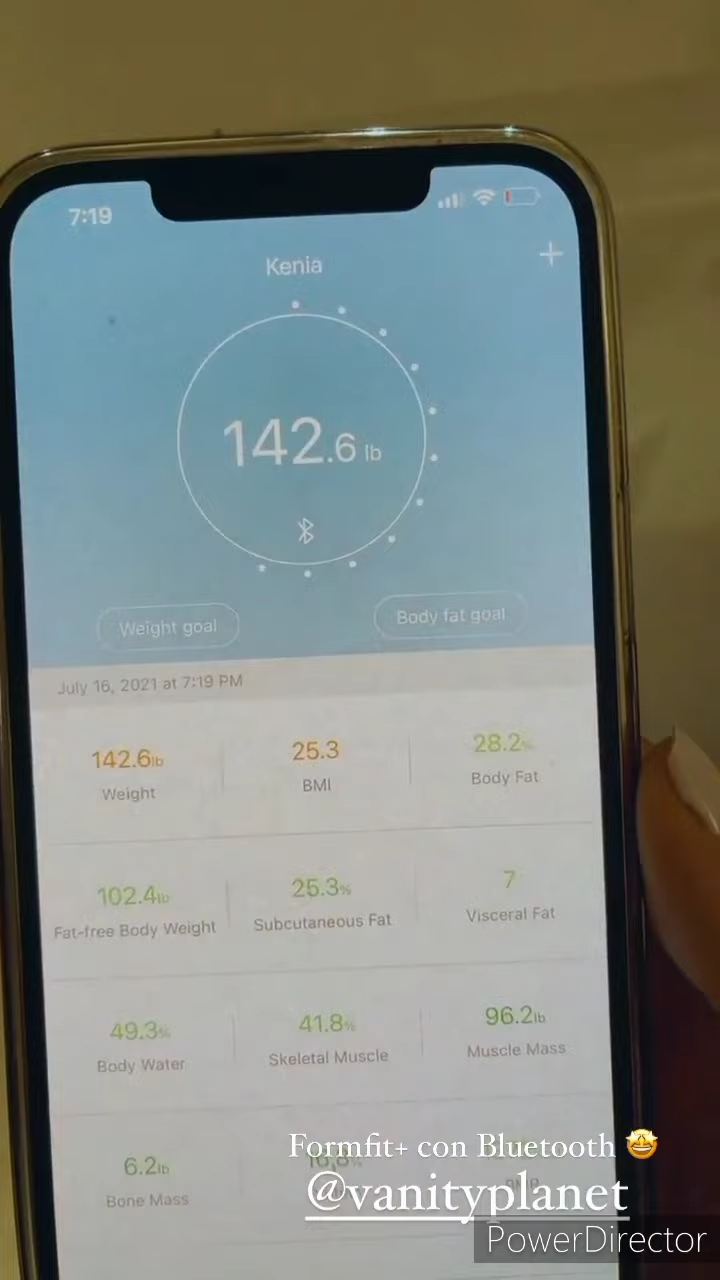 7:19
Kenia
142.6 lb
Weight goal
Body fat goal
July 16, 2021 at 7:19 PM
142.6lb 25.3 28.2%
Weight BMI Body Fat
102.4lb 25.3% 7
Fat-free Body Weight Subcutaneous Fat Visceral Fat
49.3% 41.8% 96.2lb
Body Water Skeletal Muscle Muscle Mass
6.2lb 16.8%
Bone Mass
Formfit+ con Bluetooth 🤩
@vanityplanet
PowerDirector